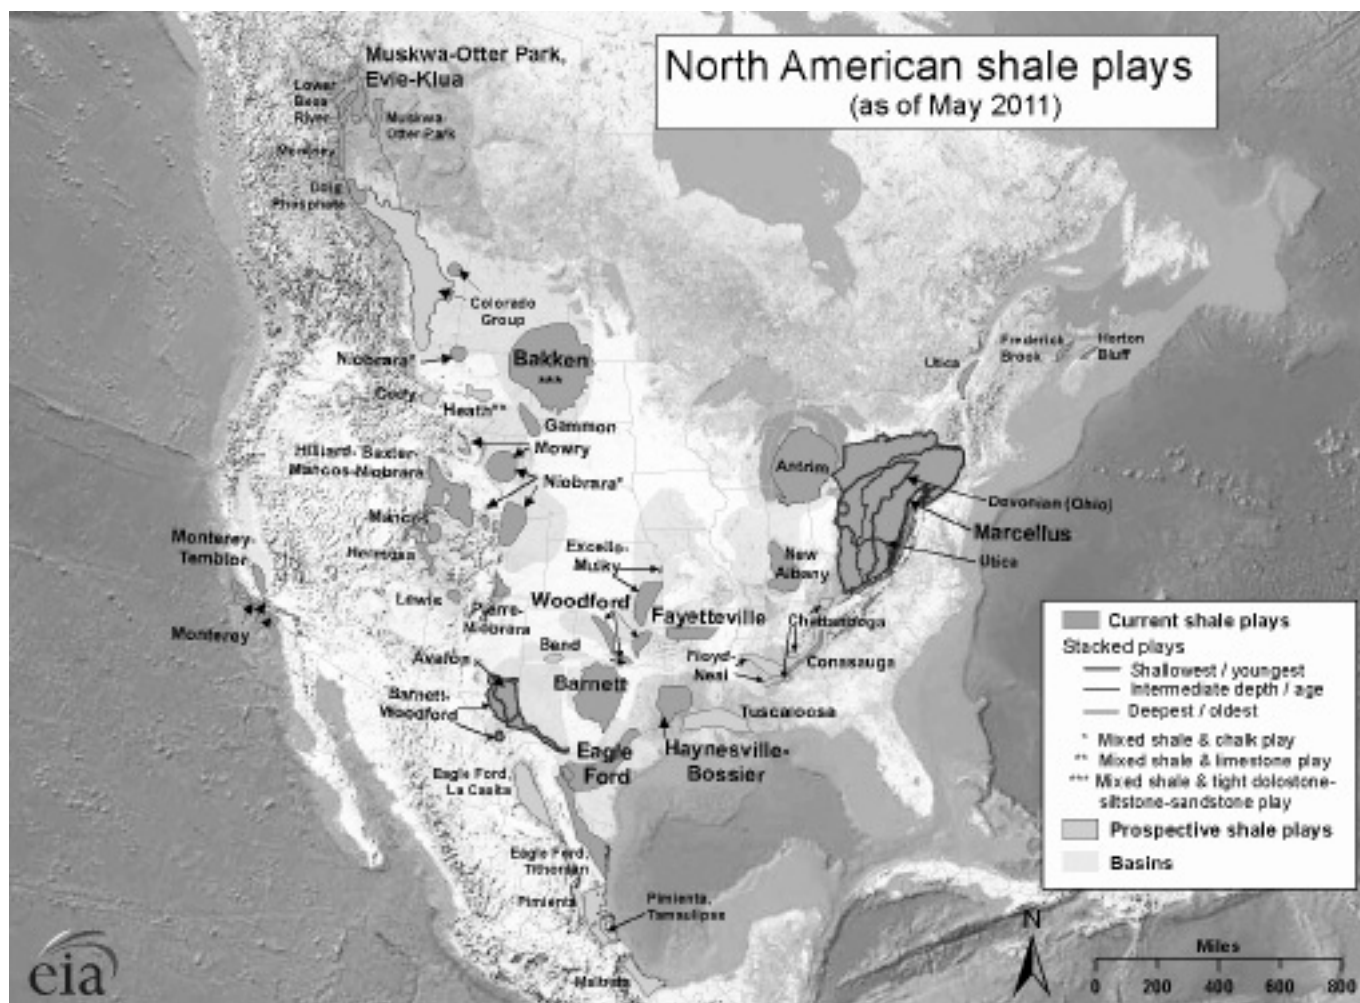 North American shale plays
(as of May 2011)
Muskwa-Otter Park,
Evie-Klua
Lower
Besa
River
Muskwa-
Otter-Park
Montney
Doig
Phosphate
Colorado
Group
Niobrara*
Bakken
***
Cody
Heath**
Gammon
Mowry
Hilliard-Baxter-
Mancos-Niobrara
Niobrara*
Antrim
Utica
Frederick
Brook
Horton
Bluff
Devonian (Ohio)
Marcellus
Utica
Mancos
Hermosa
Monterey-
Temblor
Monterey
Lewis
Pierre-
Niobrara
Excello-
Mulky
New
Albany
Woodford
Fayetteville
Chattanooga
Bend
Avalon
Barnett
Floyd-
Neal
Conasauga
Barnett-
Woodford
Tuscaloosa
Eagle
Ford
Haynesville-
Bossier
Eagle Ford,
La Casita
Eagle Ford,
Tithonian
Pimienta
Pimienta,
Tamaulipas
Maltrata
Current shale plays
Stacked plays
Shallowest / youngest
Intermediate depth / age
Deepest / oldest
* Mixed shale & chalk play
** Mixed shale & limestone play
*** Mixed shale & tight dolostone-
siltstone-sandstone play
Prospective shale plays
Basins
eia
N
Miles
0 200 400 600 800